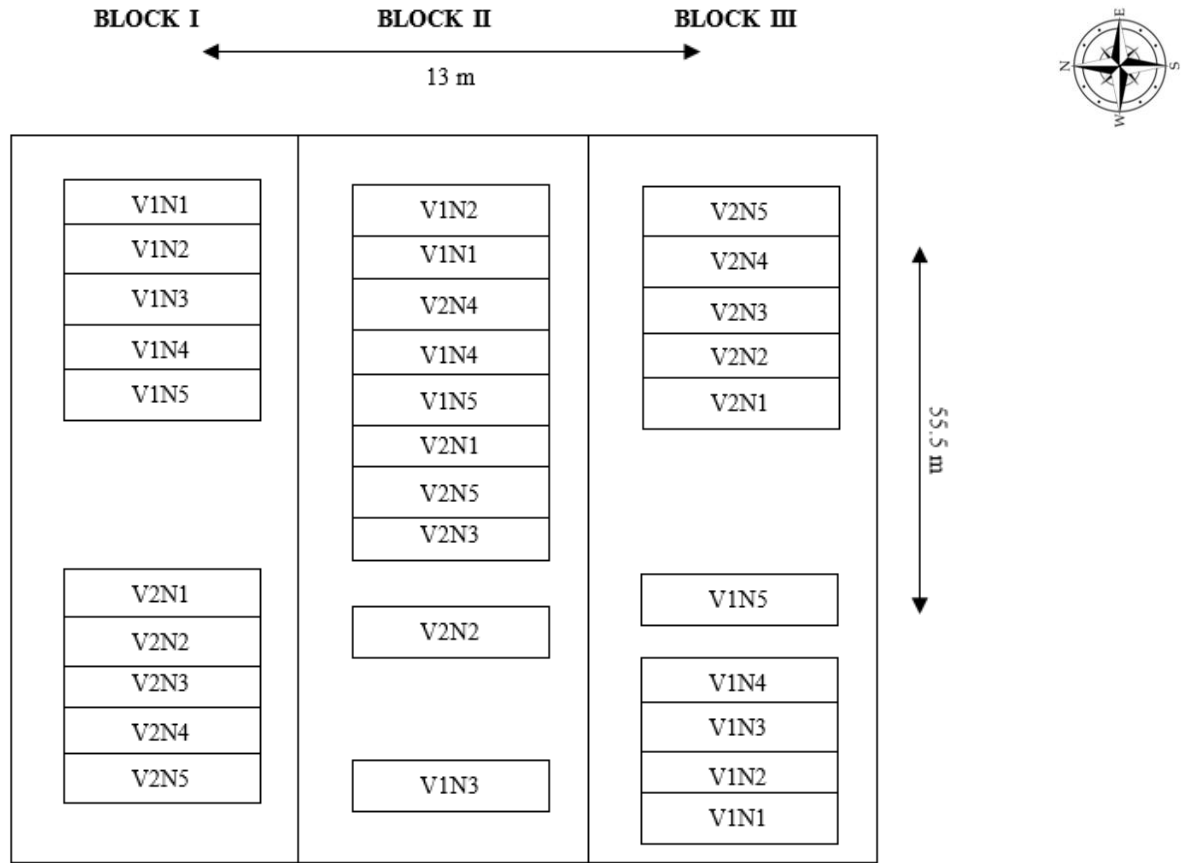 BLOCK I BLOCK II BLOCK III
13 m
E
N S
W
V1N1
V1N2
V1N3
V1N4
V1N5
V2N1
V2N2
V2N3
V2N4
V2N5
V1N2
V1N1
V2N4
V1N4
V1N5
V2N1
V2N5
V2N3
V2N2
V1N3
V2N5
V2N4
V2N3
V2N2
V2N1
V1N5
V1N4
V1N3
V1N2
V1N1
55.5 m